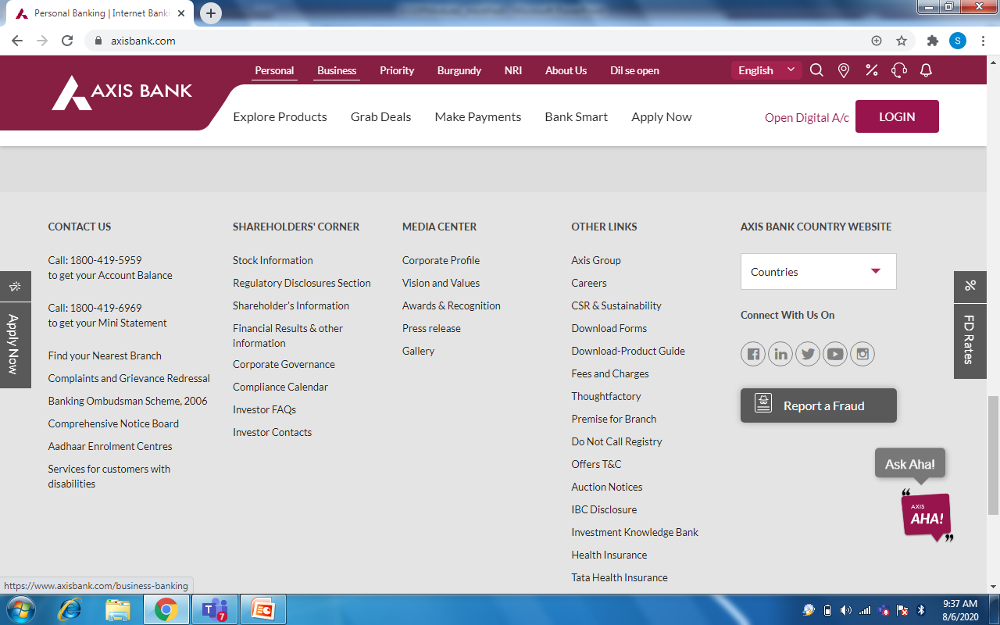 Personal Banking | Internet Banki
axisbank.com
S
AXIS BANK
Personal
Business
Priority
Burgundy
NRI
About Us
Dil se open
English
Explore Products
Grab Deals
Make Payments
Bank Smart
Apply Now
Open Digital A/c
LOGIN
CONTACT US
Call: 1800-419-5959
to get your Account Balance
Call: 1800-419-6969
to get your Mini Statement
Find your Nearest Branch
Complaints and Grievance Redressal
Banking Ombudsman Scheme, 2006
Comprehensive Notice Board
Aadhaar Enrolment Centres
Services for customers with
disabilities
SHAREHOLDERS' CORNER
Stock Information
Regulatory Disclosures Section
Shareholder's Information
Financial Results & other
information
Corporate Governance
Compliance Calendar
Investor FAQs
Investor Contacts
MEDIA CENTER
Corporate Profile
Vision and Values
Awards & Recognition
Press release
Gallery
OTHER LINKS
Axis Group
Careers
CSR & Sustainability
Download Forms
Download-Product Guide
Fees and Charges
Thoughtfactory
Premise for Branch
Do Not Call Registry
Offers T&C
Auction Notices
IBC Disclosure
Investment Knowledge Bank
Health Insurance
Tata Health Insurance
AXIS BANK COUNTRY WEBSITE
Countries
Connect With Us On
Report a Fraud
Apply Now
FD Rates
Ask Aha!
AXIS
AHA!
https://www.axisbank.com/business-banking
7
9:37 AM
8/6/2020